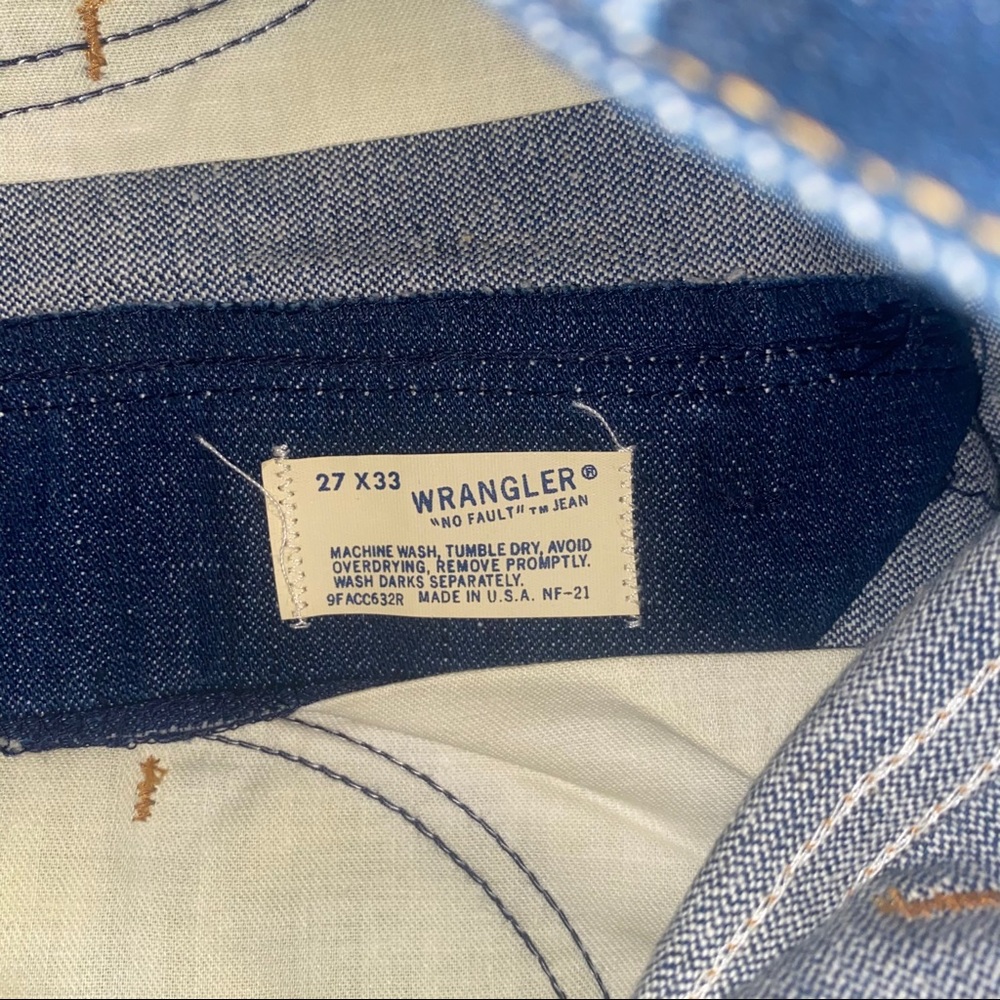 27 X 33
WRANGLER®
"NO FAULT"™ JEAN
MACHINE WASH, TUMBLE DRY, AVOID
OVERDRYING, REMOVE PROMPTLY.
WASH DARKS SEPARATELY.
9FACC632R MADE IN U.S.A. NF-21